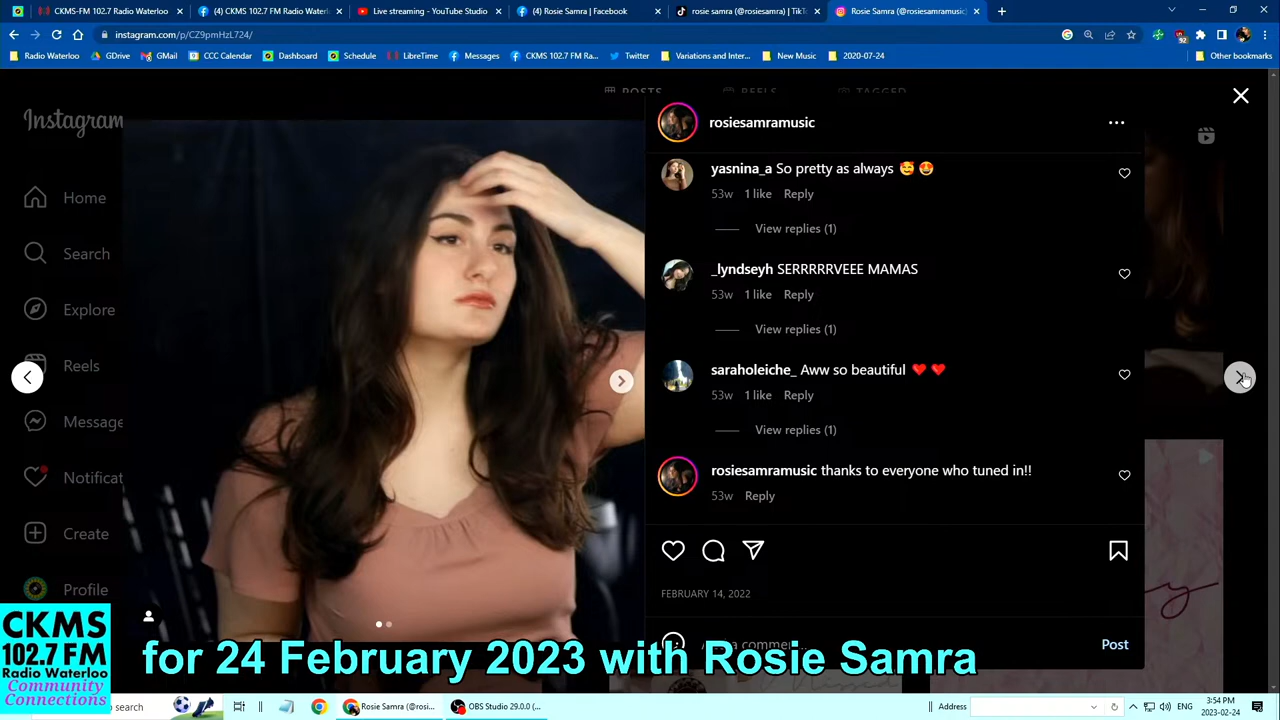 CKMS-FM 102.7 Radio Waterloo
(4) CKMS 102.7 FM Radio Waterl
Live streaming - YouTube Studio
(4) Rosie Samra | Facebook
rosie samra (@rosiesamra) | TikT
Rosie Samra (@rosiesamramusic
instagram.com/p/CZ9pmHzL724/
Radio Waterloo
GDrive
GMail
CCC Calendar
Dashboard
Schedule
LibreTime
Messages
CKMS 102.7 FM Ra...
Twitter
Variations and Inter...
New Music
2020-07-24
Other bookmarks
POSTS
REELS
TAGGED
Instagram
Home
Search
Explore
Reels
Message
Notificat
Create
Profile
rosiesamramusic
yasnina_a So pretty as always 🥰 😍
53w 1 like Reply
View replies (1)
_lyndseyh SERRRRRVEEE MAMAS
53w 1 like Reply
View replies (1)
saraholeiche_ Aww so beautiful ❤️ ❤️
53w 1 like Reply
View replies (1)
rosiesamramusic thanks to everyone who tuned in!!
53w Reply
FEBRUARY 14, 2022
Post
CKMS
102.7 FM
Radio Waterloo
Community
Connections
for 24 February 2023 with Rosie Samra
search
Rosie Samra (@rosi...
OBS Studio 29.0.0 (...
Address
ENG
3:54 PM
2023-02-24